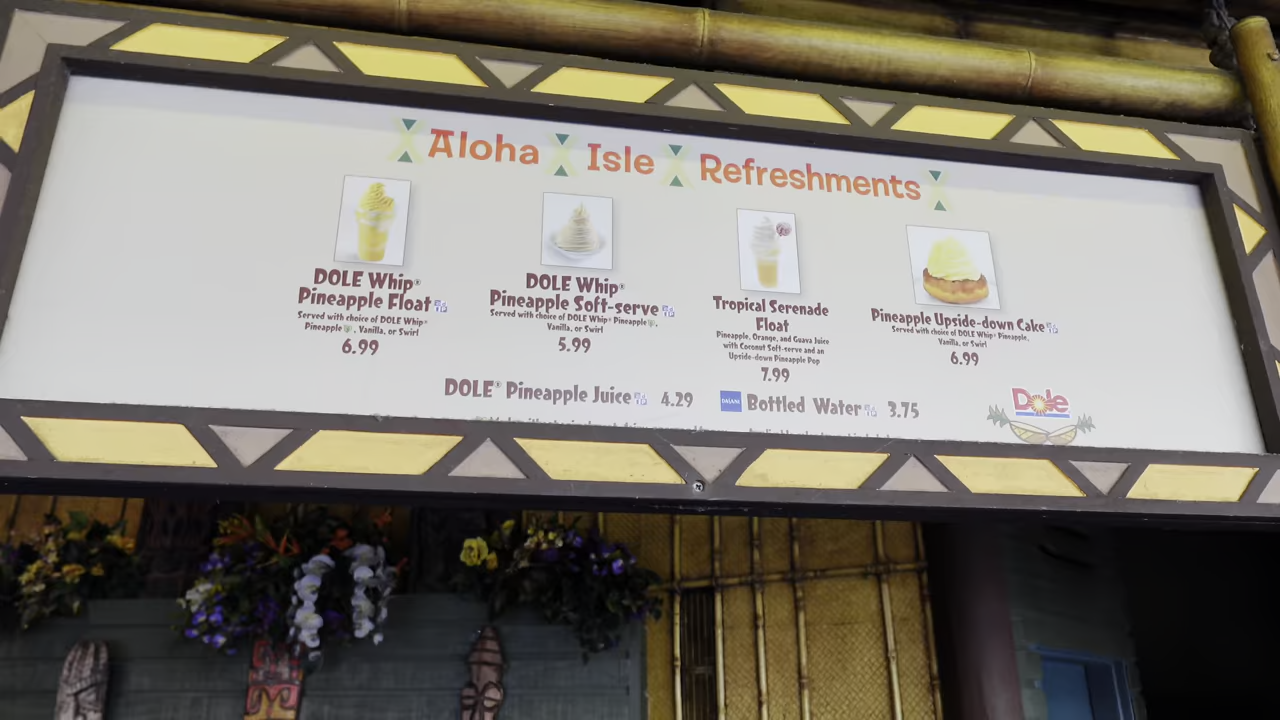 Aloha Isle Refreshments
DOLE Whip®
Pineapple Float
Served with choice of DOLE Whip®
Pineapple, Vanilla, or Swirl
6.99
DOLE Whip®
Pineapple Soft-serve
Served with choice of DOLE Whip® Pineapple,
Vanilla, or Swirl
5.99
Tropical Serenade
Float
Pineapple, Orange, and Guava Juice
with Coconut Soft-serve and an
Upside-down Pineapple Pop
7.99
Pineapple Upside-down Cake
Served with choice of DOLE Whip® Pineapple,
Vanilla, or Swirl
6.99
DOLE® Pineapple Juice 4.29
DASANI Bottled Water 3.75
Dole